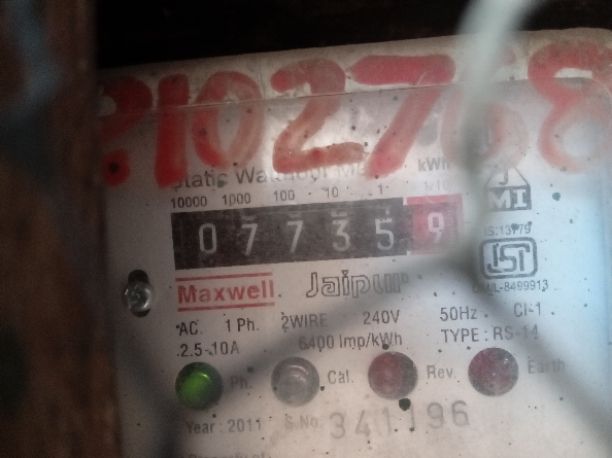 2102768
Static Watthour Meter
kWh
10000 1000 100 10 1 1/10
0 7 7 3 5 9
MI
IS:13779
ISI
CM/L-8499913
Maxwell Jaipur
AC. 1 Ph. 2WIRE 240V 50Hz CI-1
2.5-10A 6400 Imp/kWh TYPE : RS-14
Ph. Cal. Rev. Earth
Year : 2011 S.No. 341196